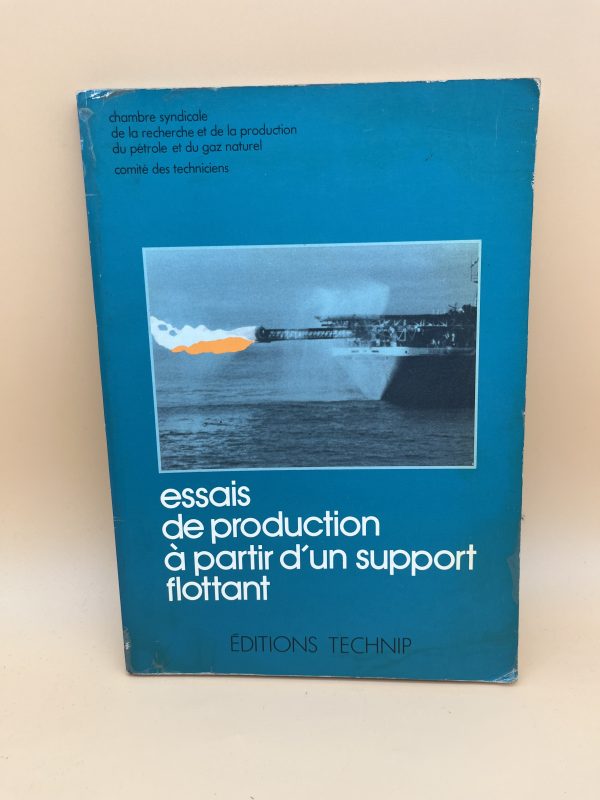 chambre syndicale
de la recherche et de la production
du pétrole et du gaz naturel
comité des techniciens
essais
de production
à partir d'un support
flottant
ÉDITIONS TECHNIP